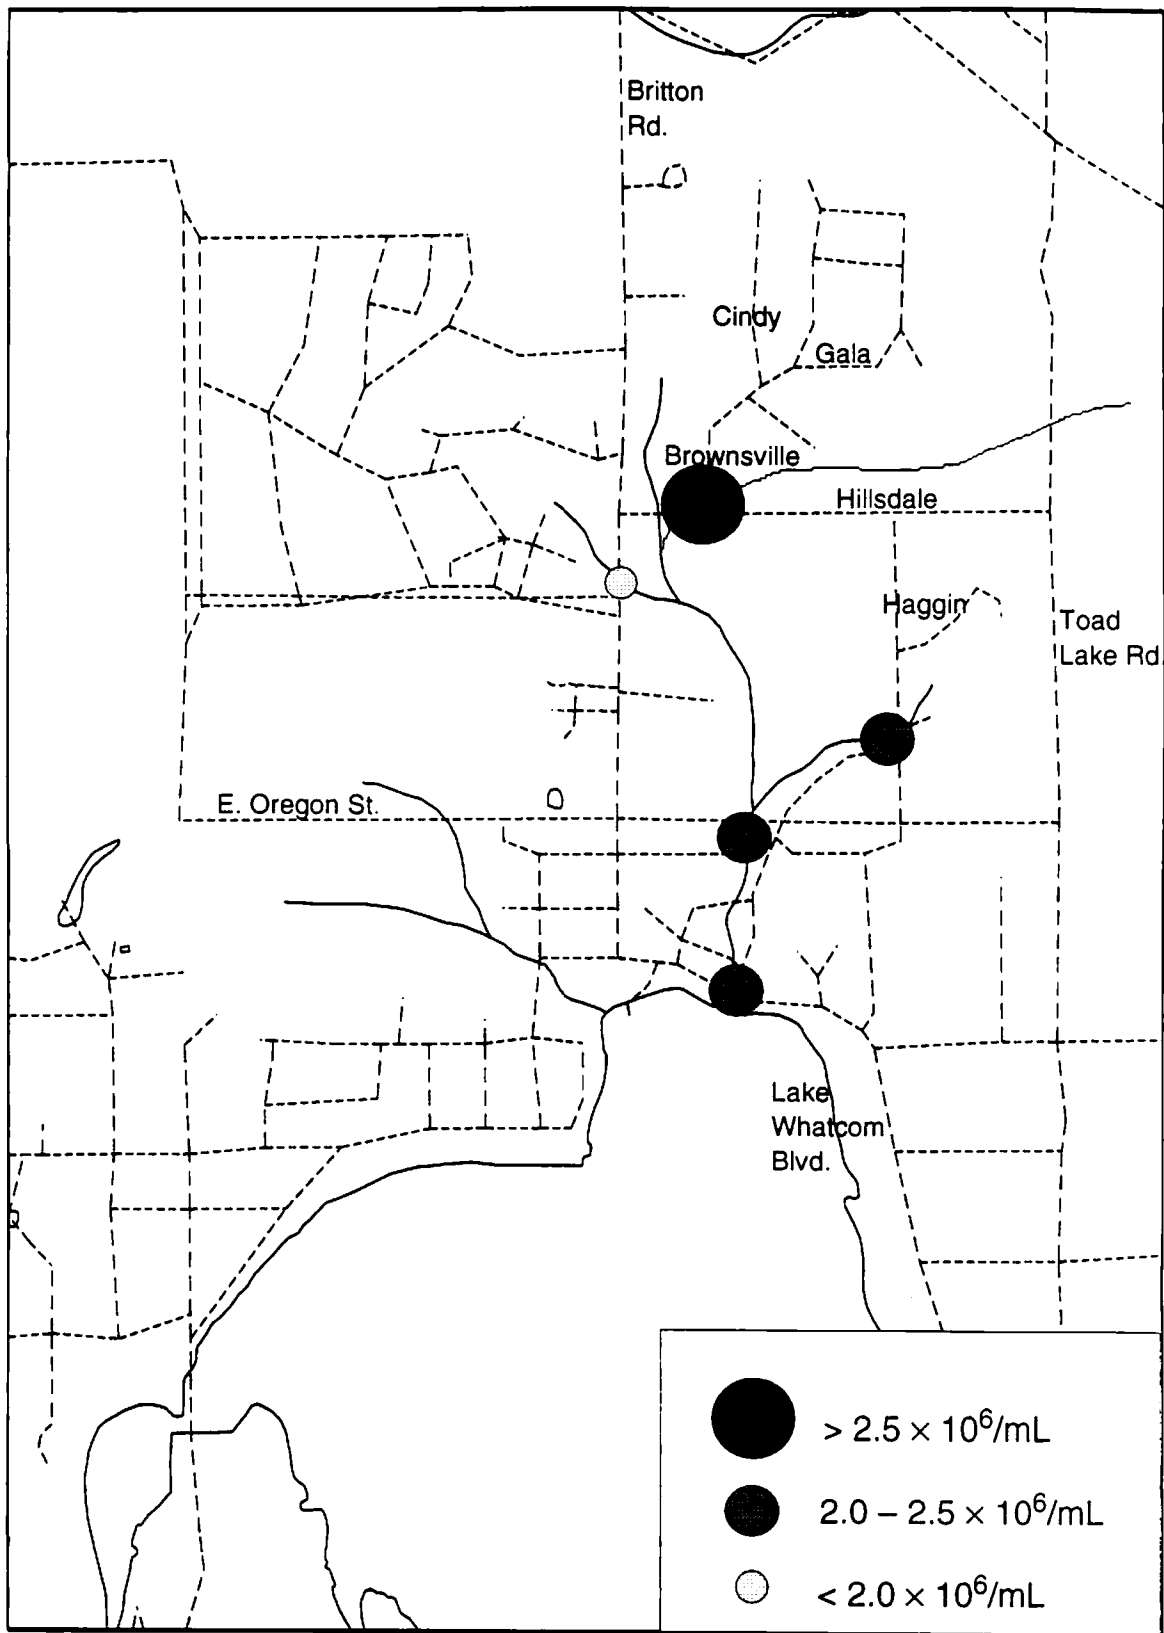 Britton
Rd.
Cindy
Gala
Brownsville
Hillsdale
Haggin
Toad
Lake Rd.
E. Oregon St.
Lake
Whatcom
Blvd.
> 2.5 × 10⁶/mL
2.0 – 2.5 × 10⁶/mL
< 2.0 × 10⁶/mL